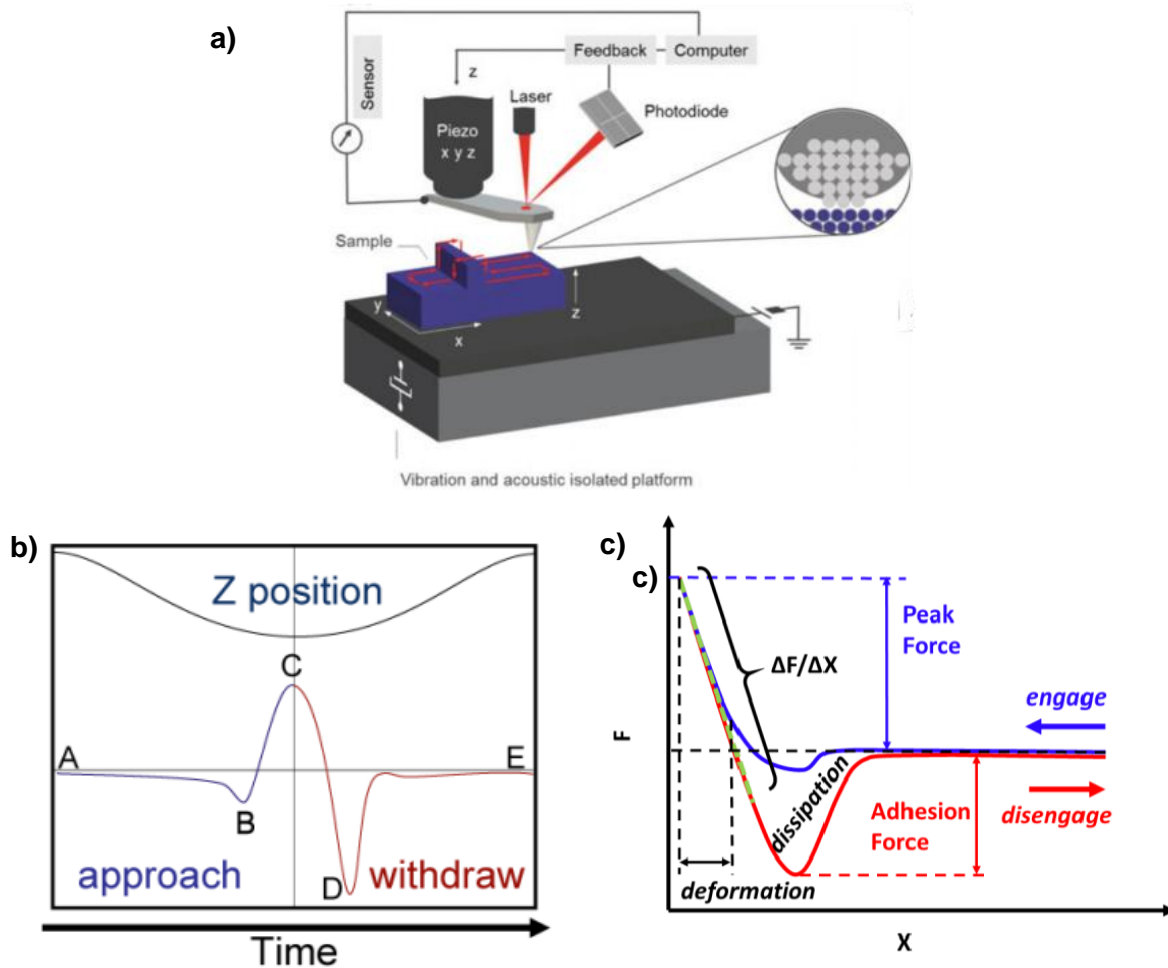 a)
Feedback
Computer
Sensor
z
Laser
Photodiode
Piezo
x y z
Sample
y
x
z
Vibration and acoustic isolated platform
b)
Z position
C
A
E
B
D
approach
withdraw
Time
c)
c)
Peak
Force
ΔF/ΔX
engage
F
dissipation
Adhesion
Force
disengage
deformation
X